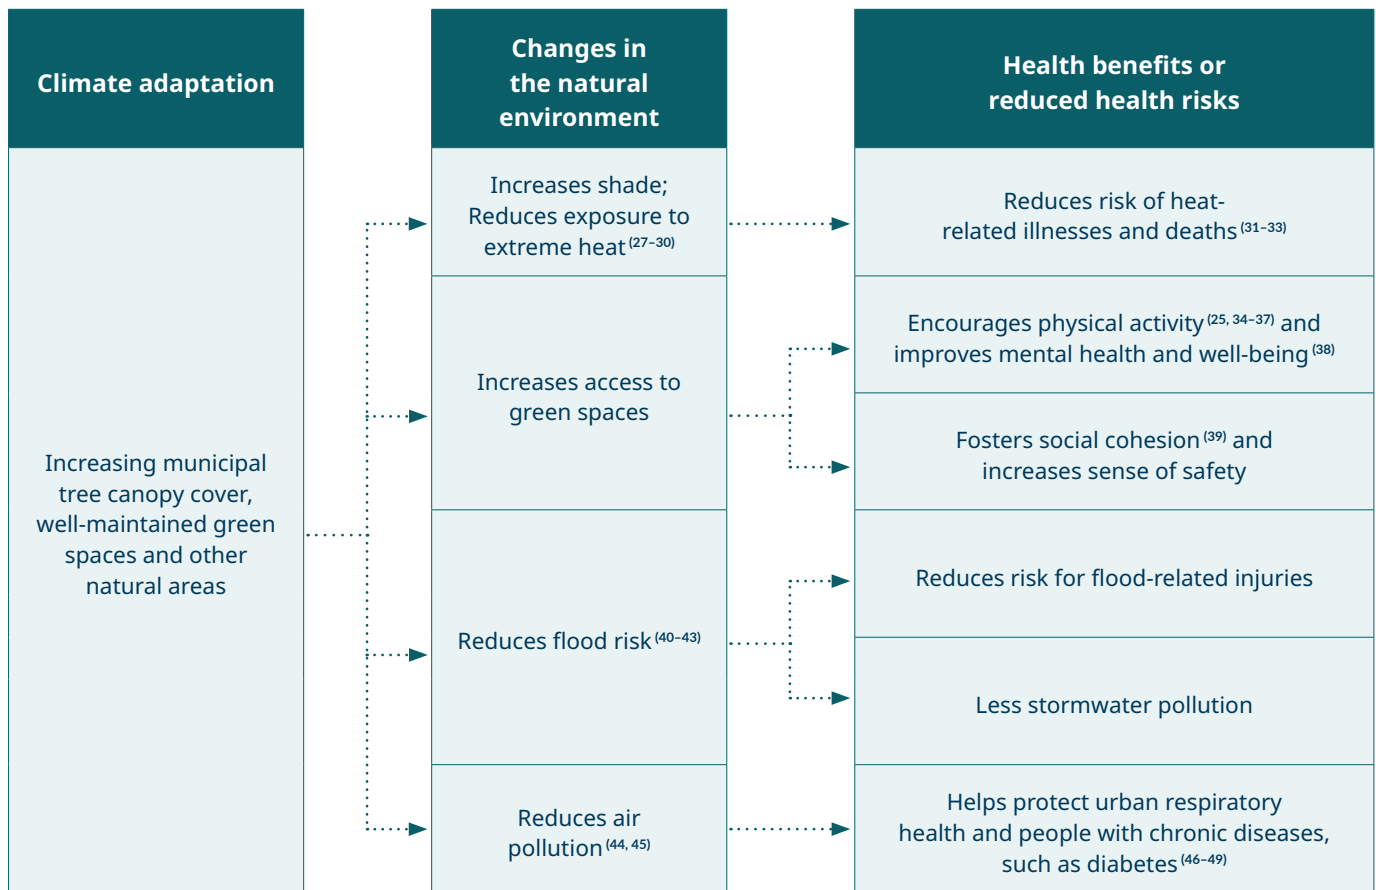 Climate adaptation
Changes in
the natural
environment
Health benefits or
reduced health risks
Increasing municipal
tree canopy cover,
well-maintained green
spaces and other
natural areas
Increases shade;
Reduces exposure to
extreme heat (27–30)
Reduces risk of heat-
related illnesses and deaths (31–33)
Increases access to
green spaces
Encourages physical activity (25, 34–37) and
improves mental health and well-being (38)
Fosters social cohesion (39) and
increases sense of safety
Reduces flood risk (40–43)
Reduces risk for flood-related injuries
Less stormwater pollution
Reduces air
pollution (44, 45)
Helps protect urban respiratory
health and people with chronic diseases,
such as diabetes (46–49)